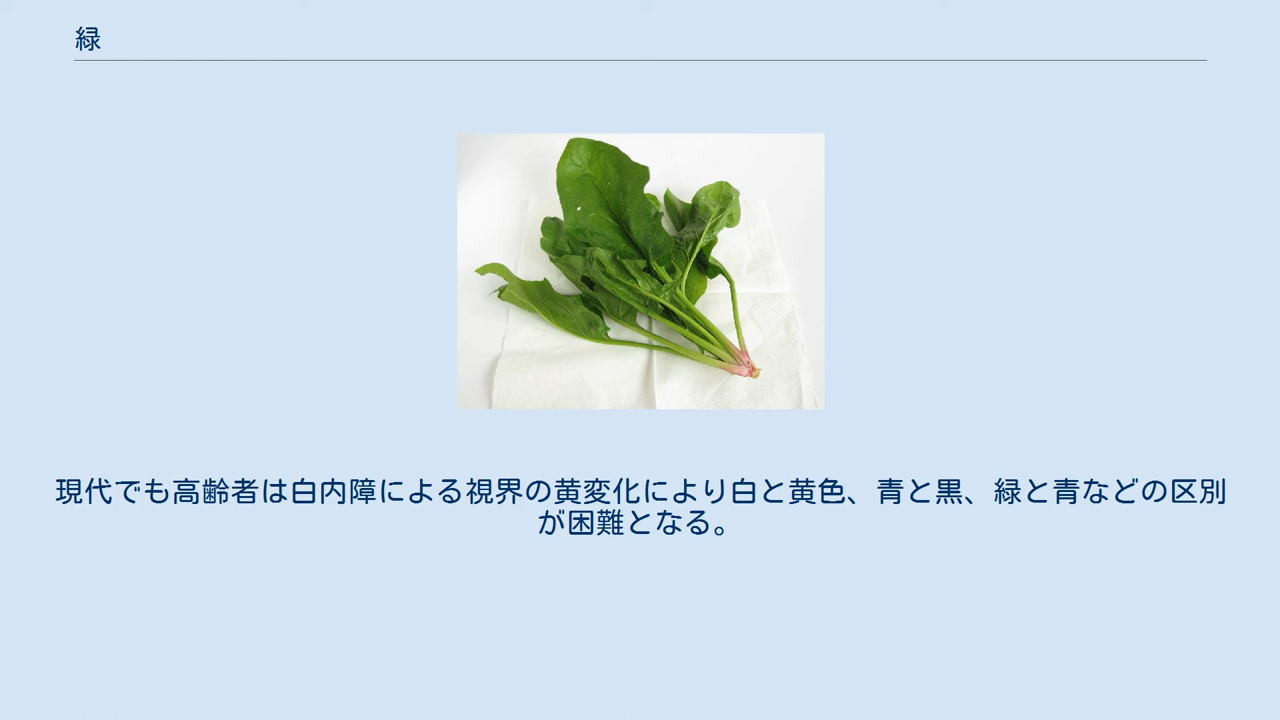 緑
現代でも高齢者は白内障による視界の黄変化により白と黄色、青と黒、緑と青などの区別
が困難となる。